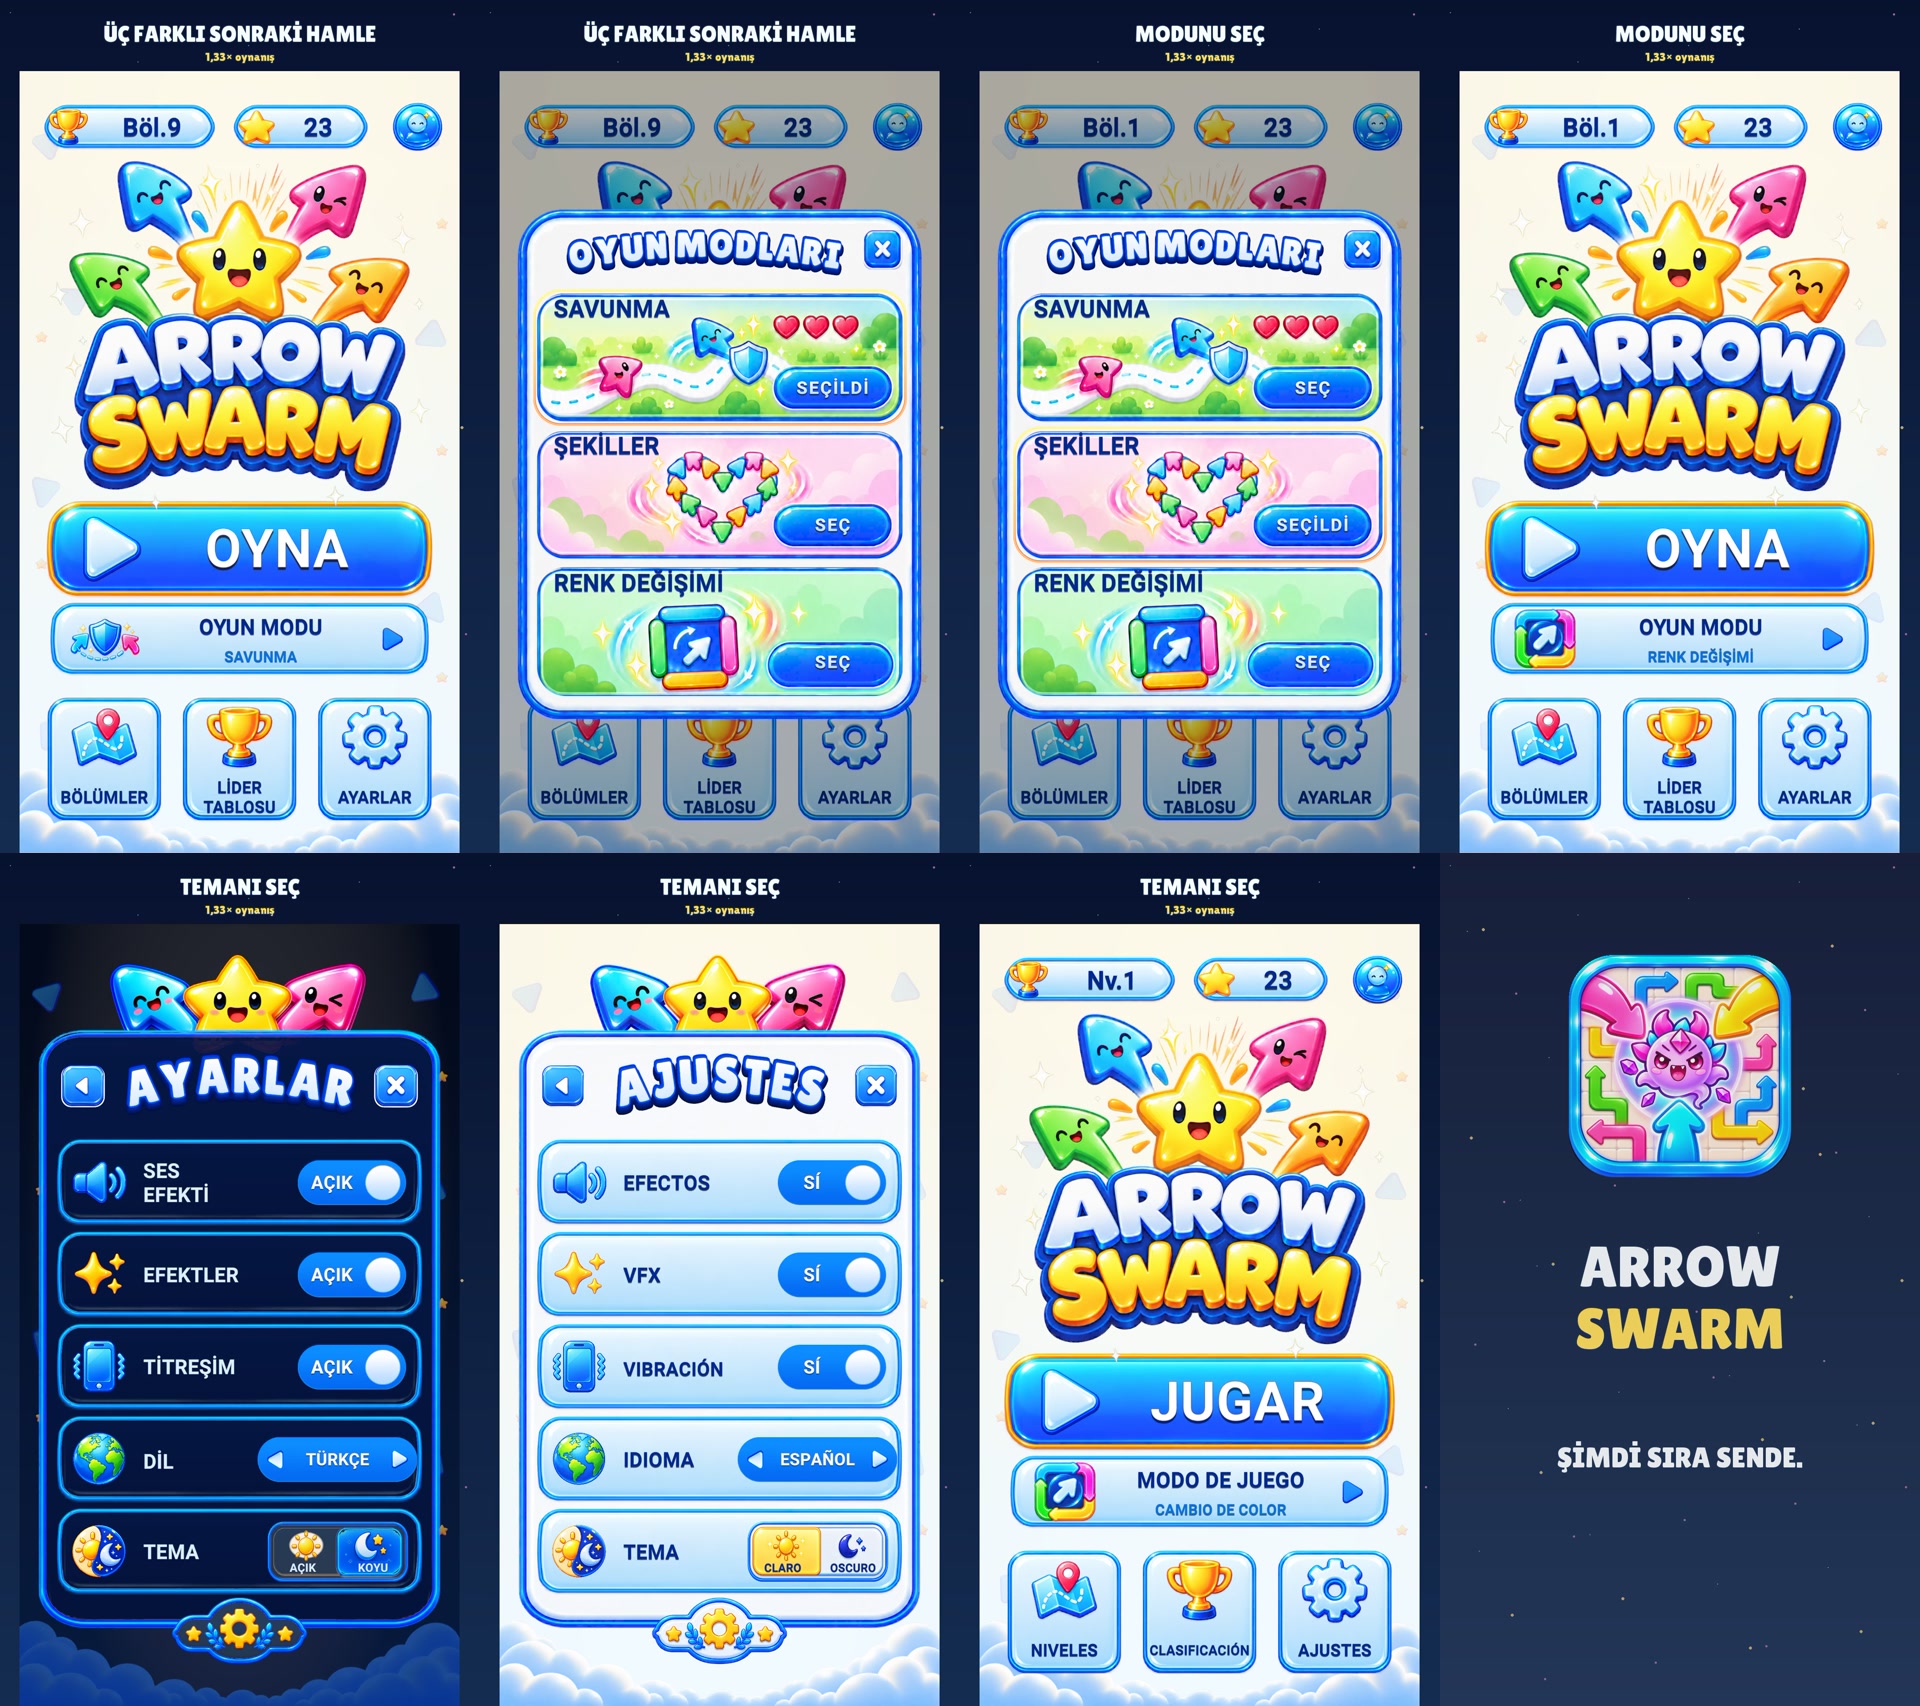 ÜÇ FARKLI SONRAKİ HAMLE
1,33× oynanış
Böl.9
23
ARROW
SWARM
OYNA
OYUN MODU
SAVUNMA
BÖLÜMLER
LİDER
TABLOSU
AYARLAR
ÜÇ FARKLI SONRAKİ HAMLE
1,33× oynanış
Böl.9
23
OYUN MODLARI
SAVUNMA
SEÇİLDİ
ŞEKİLLER
SEÇ
RENK DEĞİŞİMİ
SEÇ
BÖLÜMLER
LİDER
TABLOSU
AYARLAR
MODUNU SEÇ
1,33× oynanış
Böl.1
23
OYUN MODLARI
SAVUNMA
SEÇ
ŞEKİLLER
SEÇİLDİ
RENK DEĞİŞİMİ
SEÇ
BÖLÜMLER
LİDER
TABLOSU
AYARLAR
MODUNU SEÇ
1,33× oynanış
Böl.1
23
ARROW
SWARM
OYNA
OYUN MODU
RENK DEĞİŞİMİ
BÖLÜMLER
LİDER
TABLOSU
AYARLAR
TEMANI SEÇ
1,33× oynanış
AYARLAR
SES
EFEKTİ
AÇIK
EFEKTLER
AÇIK
TİTREŞİM
AÇIK
DİL
TÜRKÇE
TEMA
AÇIK
KOYU
TEMANI SEÇ
1,33× oynanış
AJUSTES
EFECTOS
SÍ
VFX
SÍ
VIBRACIÓN
SÍ
IDIOMA
ESPAÑOL
TEMA
CLARO
OSCURO
TEMANI SEÇ
1,33× oynanış
Nv.1
23
ARROW
SWARM
JUGAR
MODO DE JUEGO
CAMBIO DE COLOR
NIVELES
CLASIFICACIÓN
AJUSTES
ARROW
SWARM
ŞİMDİ SIRA SENDE.